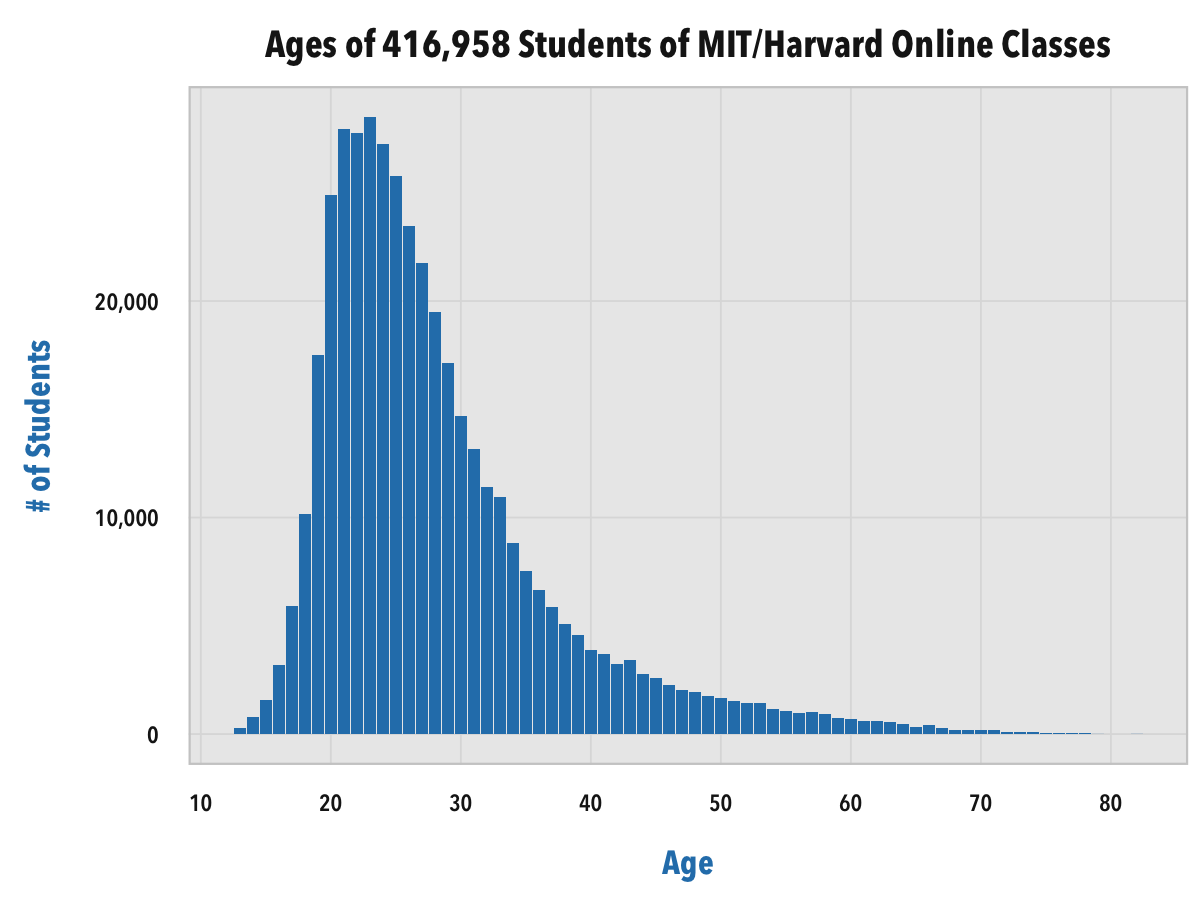 Ages of 416,958 Students of MIT/Harvard Online Classes
# of Students
20,000
10,000
0
10 20 30 40 50 60 70 80
Age